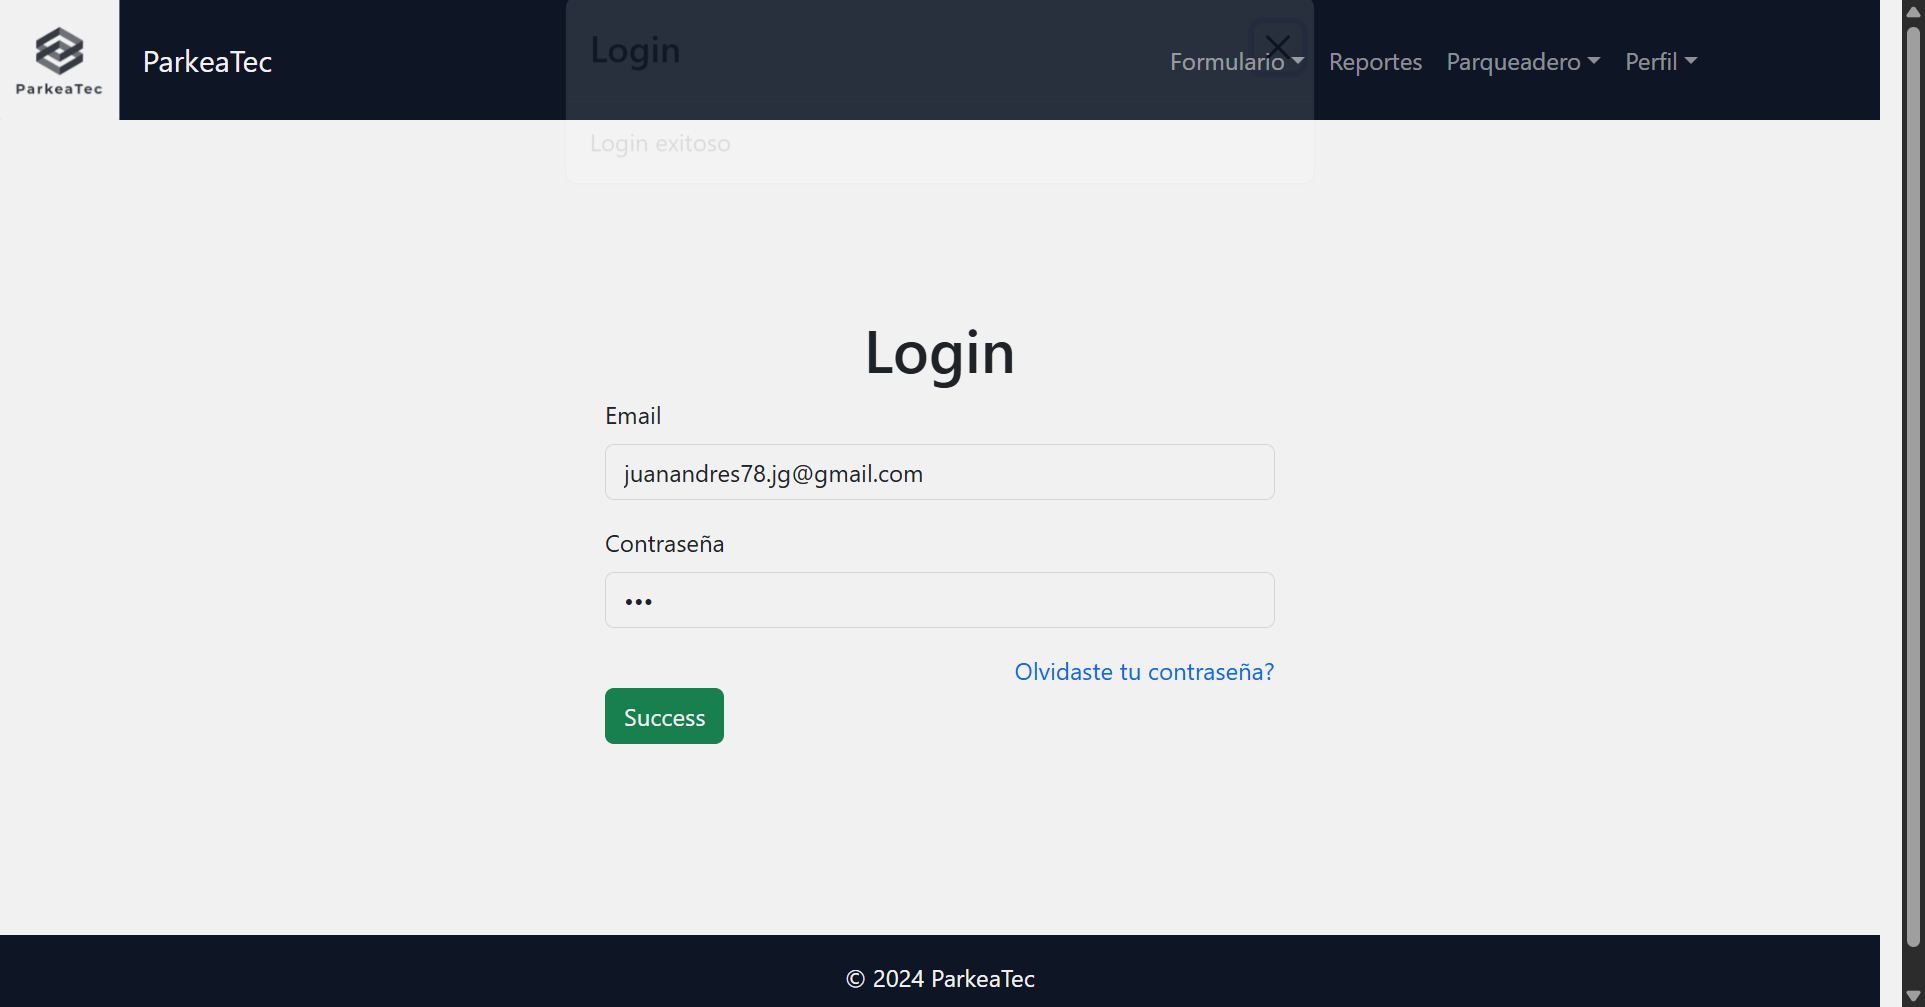 ParkeaTec
ParkeaTec
Login
Formulario
Reportes
Parqueadero
Perfil
Login exitoso
Login
Email
juanandres78.jg@gmail.com
Contraseña
•••
Olvidaste tu contraseña?
Success
© 2024 ParkeaTec